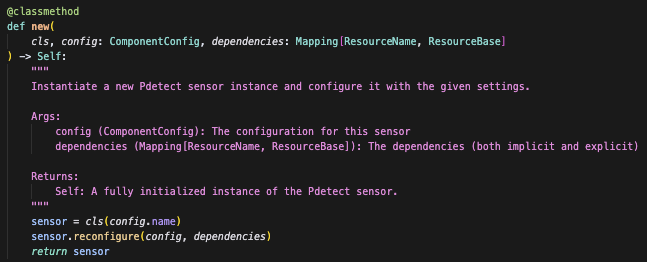 @classmethod
def new(
    cls, config: ComponentConfig, dependencies: Mapping[ResourceName, ResourceBase]
) -> Self:
    """
    Instantiate a new Pdetect sensor instance and configure it with the given settings.

    Args:
        config (ComponentConfig): The configuration for this sensor
        dependencies (Mapping[ResourceName, ResourceBase]): The dependencies (both implicit and explicit)

    Returns:
        Self: A fully initialized instance of the Pdetect sensor.
    """
    sensor = cls(config.name)
    sensor.reconfigure(config, dependencies)
    return sensor